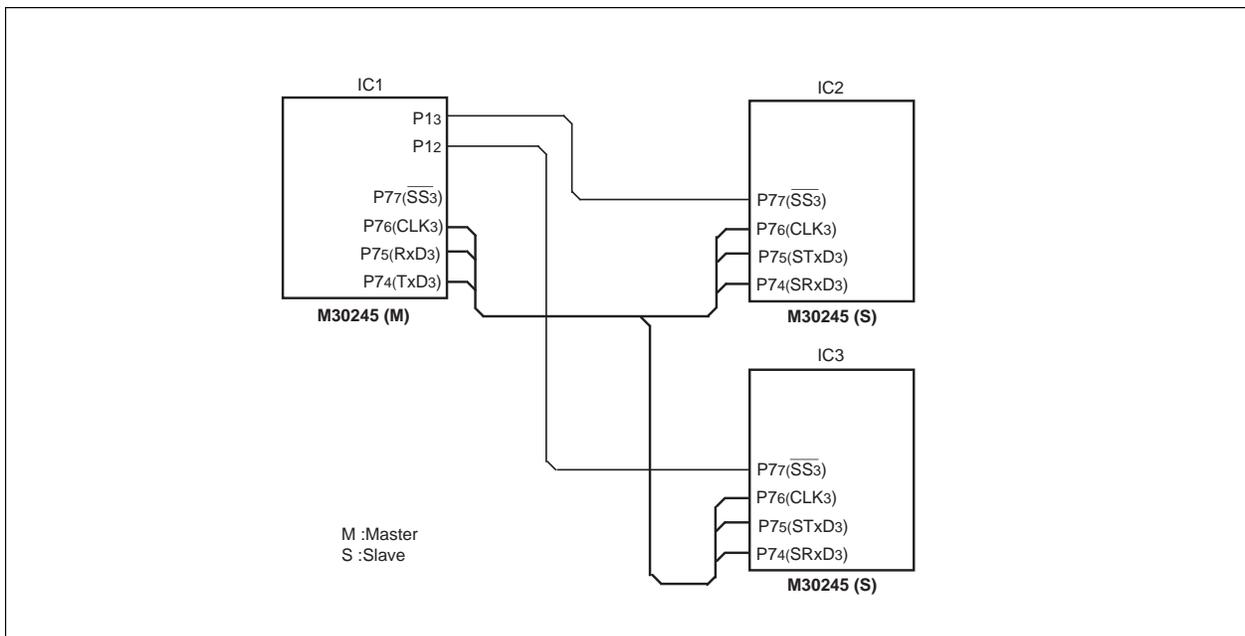 IC1
P13
P12
P77(SS3)
P76(CLK3)
P75(RxD3)
P74(TxD3)
M30245 (M)
IC2
P77(SS3)
P76(CLK3)
P75(STxD3)
P74(SRxD3)
M30245 (S)
IC3
P77(SS3)
P76(CLK3)
P75(STxD3)
P74(SRxD3)
M30245 (S)
M :Master
S :Slave